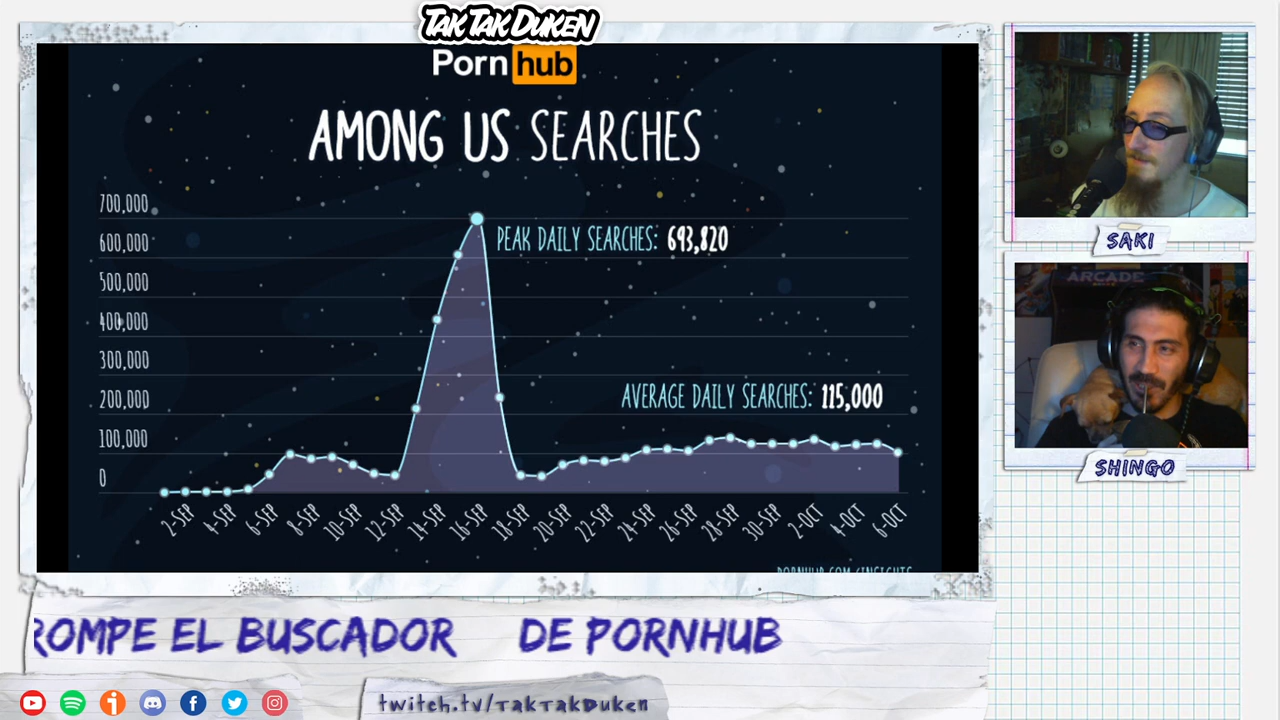 TAK TAK DUKEN
Porn hub
AMONG US SEARCHES
700,000
600,000
500,000
400,000
300,000
200,000
100,000
0
PEAK DAILY SEARCHES: 693,820
AVERAGE DAILY SEARCHES: 115,000
2-SEP
4-SEP
6-SEP
8-SEP
10-SEP
12-SEP
14-SEP
16-SEP
18-SEP
20-SEP
22-SEP
24-SEP
26-SEP
28-SEP
30-SEP
2-OCT
4-OCT
6-OCT
PORNHUB.COM/INSIGHTS
ARCADE
SAKI
SHINGO
ROMPE EL BUSCADOR DE PORNHUB
twitch.tv/TAKTAKDUKEN